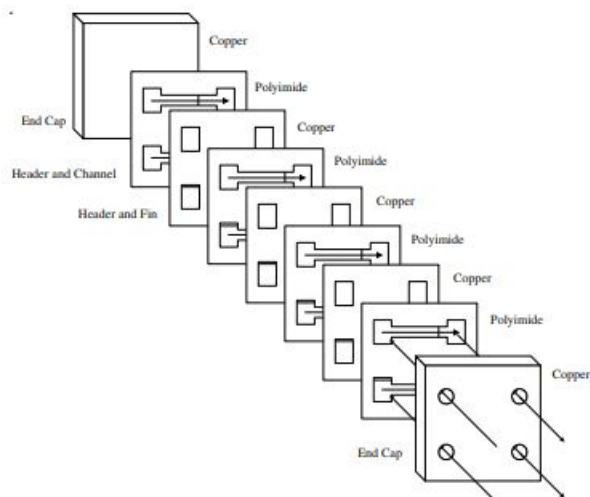 Copper
Polyimide
End Cap
Copper
Header and Channel
Polyimide
Header and Fin
Copper
Polyimide
Copper
Polyimide
Copper
End Cap